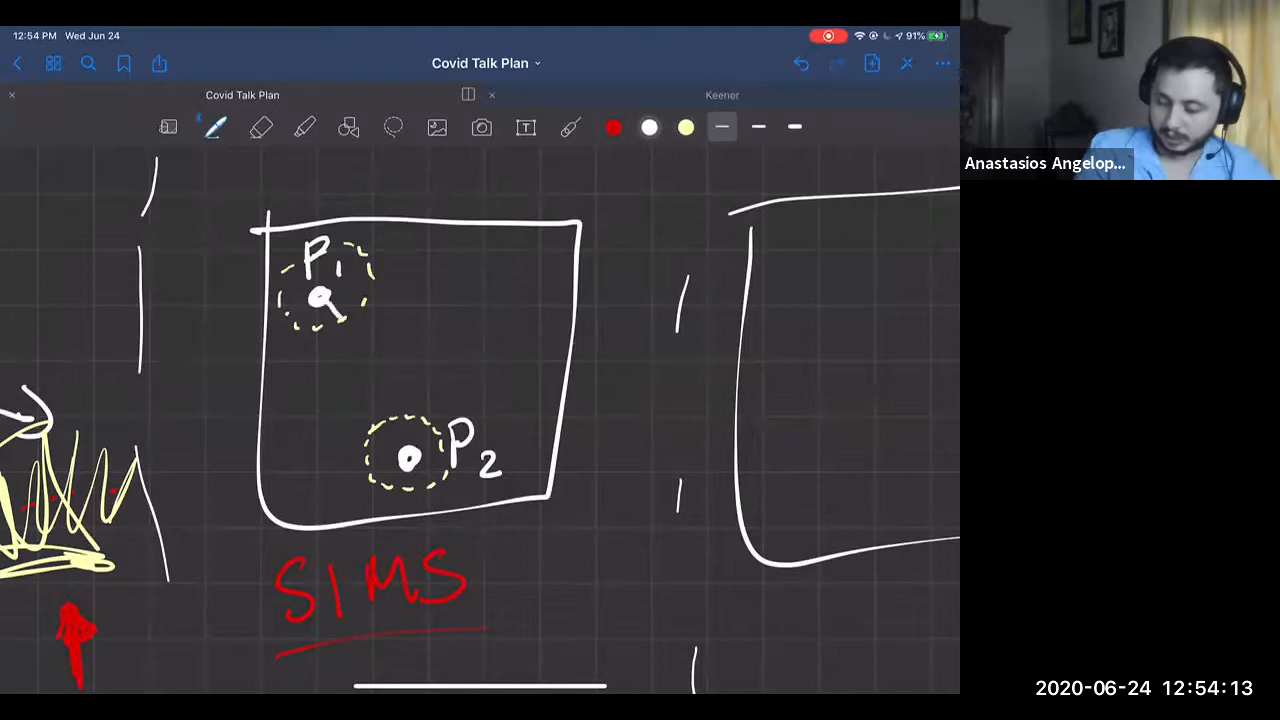 12:54 PM Wed Jun 24
91%
Covid Talk Plan
Covid Talk Plan
Keener
T
Anastasios Angelop...
P1
P2
SIMS
2020-06-24 12:54:13